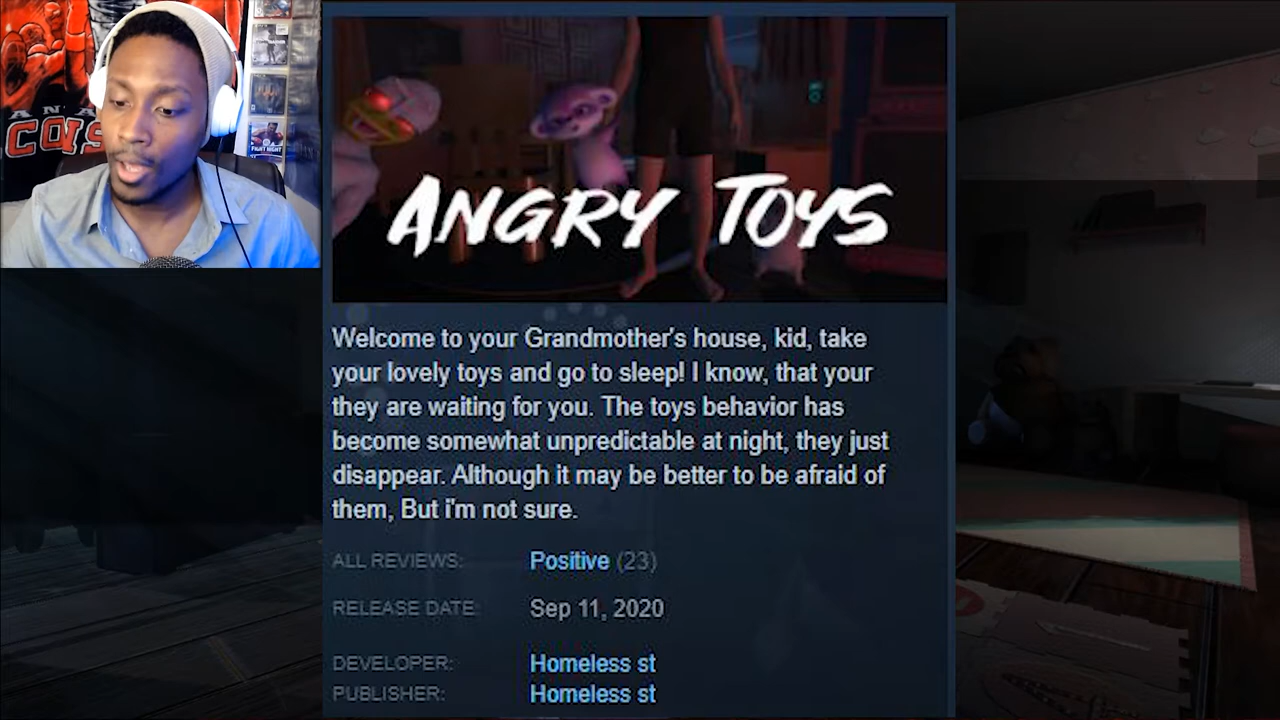 ANGRY TOYS
Welcome to your Grandmother's house, kid, take
your lovely toys and go to sleep! I know, that your
they are waiting for you. The toys behavior has
become somewhat unpredictable at night, they just
disappear. Although it may be better to be afraid of
them, But i'm not sure.
ALL REVIEWS: Positive (23)
RELEASE DATE: Sep 11, 2020
DEVELOPER: Homeless st
PUBLISHER: Homeless st
FIGHT NIGHT